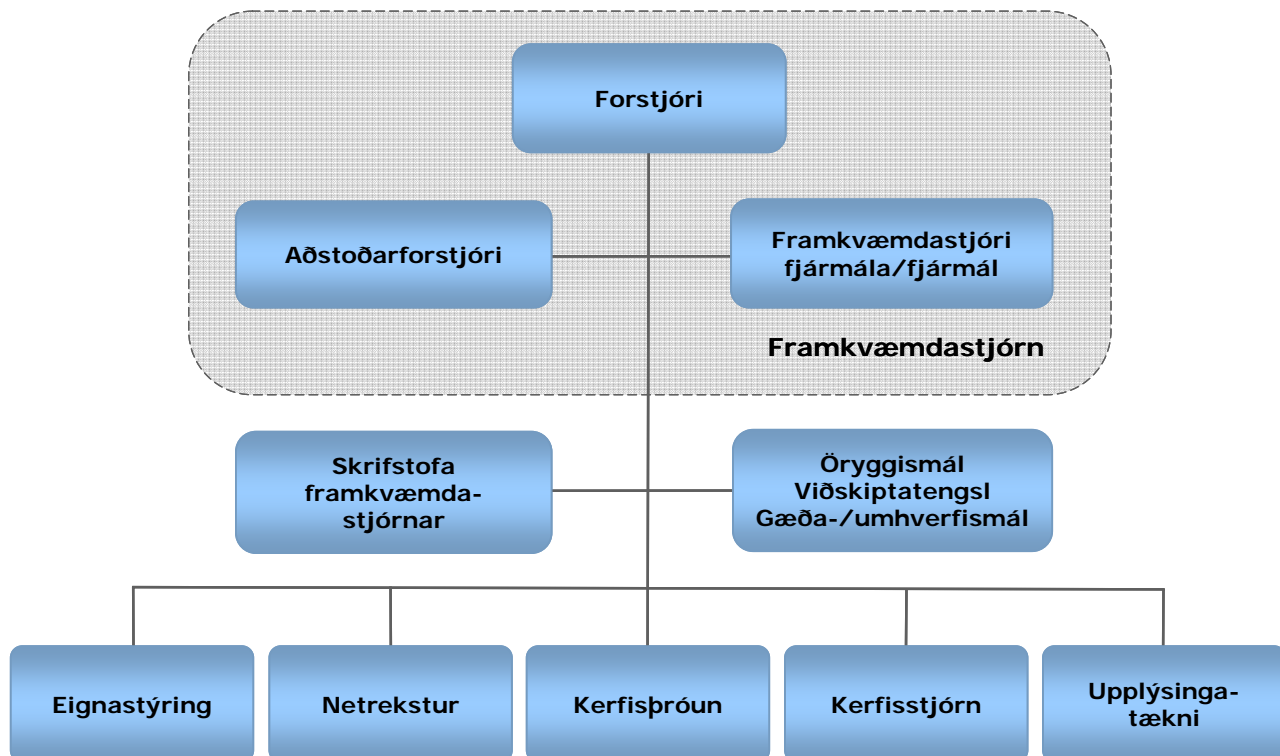 Forstjóri
Aðstoðarforstjóri
Framkvæmdastjóri
fjármála/fjármál
Framkvæmdastjórn
Skrifstofa
framkvæmda-
stjórnar
Öryggismál
Viðskiptatengsl
Gæða-/umhverfismál
Eignastýring
Netrekstur
Kerfisþróun
Kerfisstjórn
Upplýsinga-
tækni